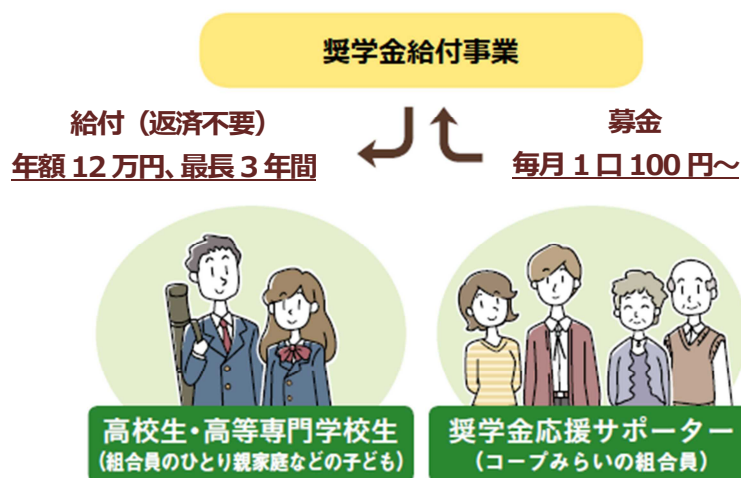 奨学金給付事業
給付（返済不要）
年額12万円、最長3年間
募金
毎月1口100円～
高校生・高等専門学校生
（組合員のひとり親家庭などの子ども）
奨学金応援サポーター
（コープみらいの組合員）